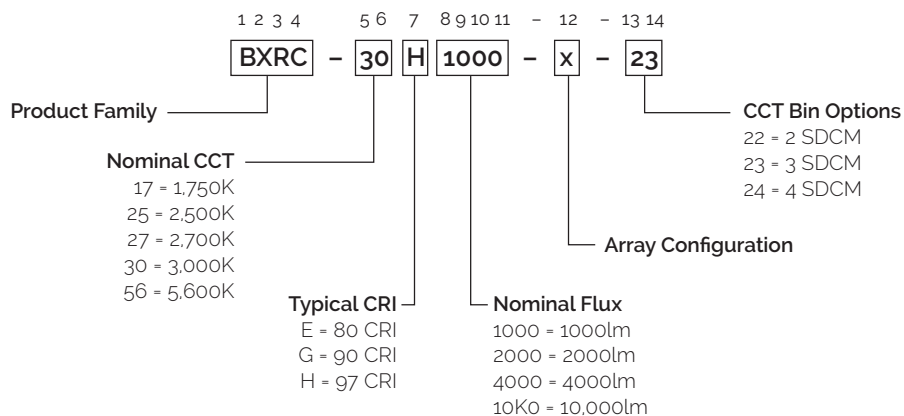 1 2 3 4 5 6 7 8 9 10 11 – 12 – 13 14
BXRC – 30 H 1000 – x – 23
Product Family
Nominal CCT
17 = 1,750K
25 = 2,500K
27 = 2,700K
30 = 3,000K
56 = 5,600K
Typical CRI
E = 80 CRI
G = 90 CRI
H = 97 CRI
Nominal Flux
1000 = 1000lm
2000 = 2000lm
4000 = 4000lm
10K0 = 10,000lm
Array Configuration
CCT Bin Options
22 = 2 SDCM
23 = 3 SDCM
24 = 4 SDCM